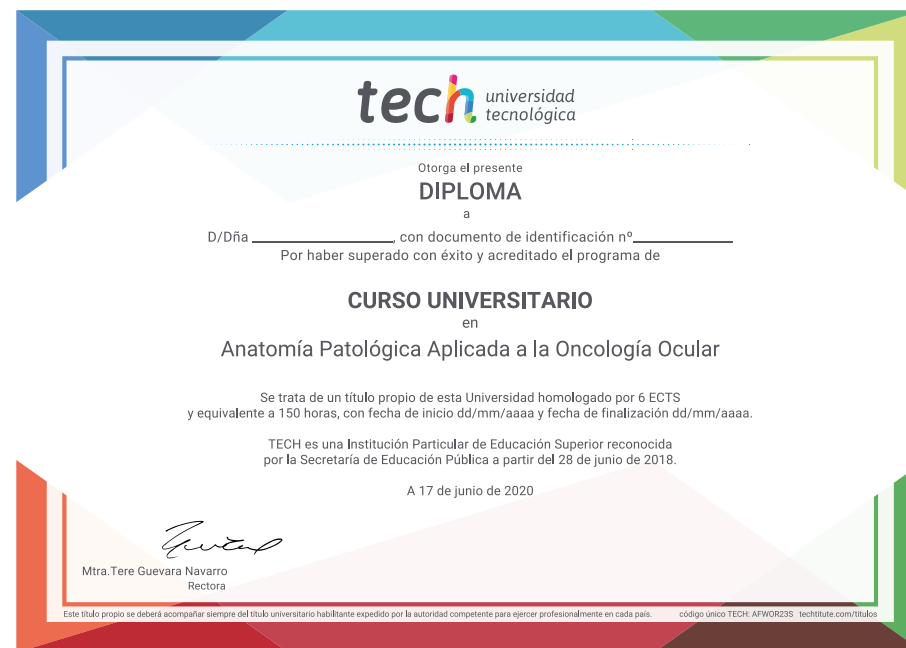 tech universidad
tecnológica
Otorga el presente
DIPLOMA
a
D/Dña ____________________, con documento de identificación nº______________
Por haber superado con éxito y acreditado el programa de
CURSO UNIVERSITARIO
en
Anatomía Patológica Aplicada a la Oncología Ocular
Se trata de un título propio de esta Universidad homologado por 6 ECTS
y equivalente a 150 horas, con fecha de inicio dd/mm/aaaa y fecha de finalización dd/mm/aaaa.
TECH es una Institución Particular de Educación Superior reconocida
por la Secretaría de Educación Pública a partir del 28 de junio de 2018.
A 17 de junio de 2020
Mtra.Tere Guevara Navarro
Rectora
Este título propio se deberá acompañar siempre del título universitario habilitante expedido por la autoridad competente para ejercer profesionalmente en cada país. código único TECH: AFWOR23S techtitute.com/titulos